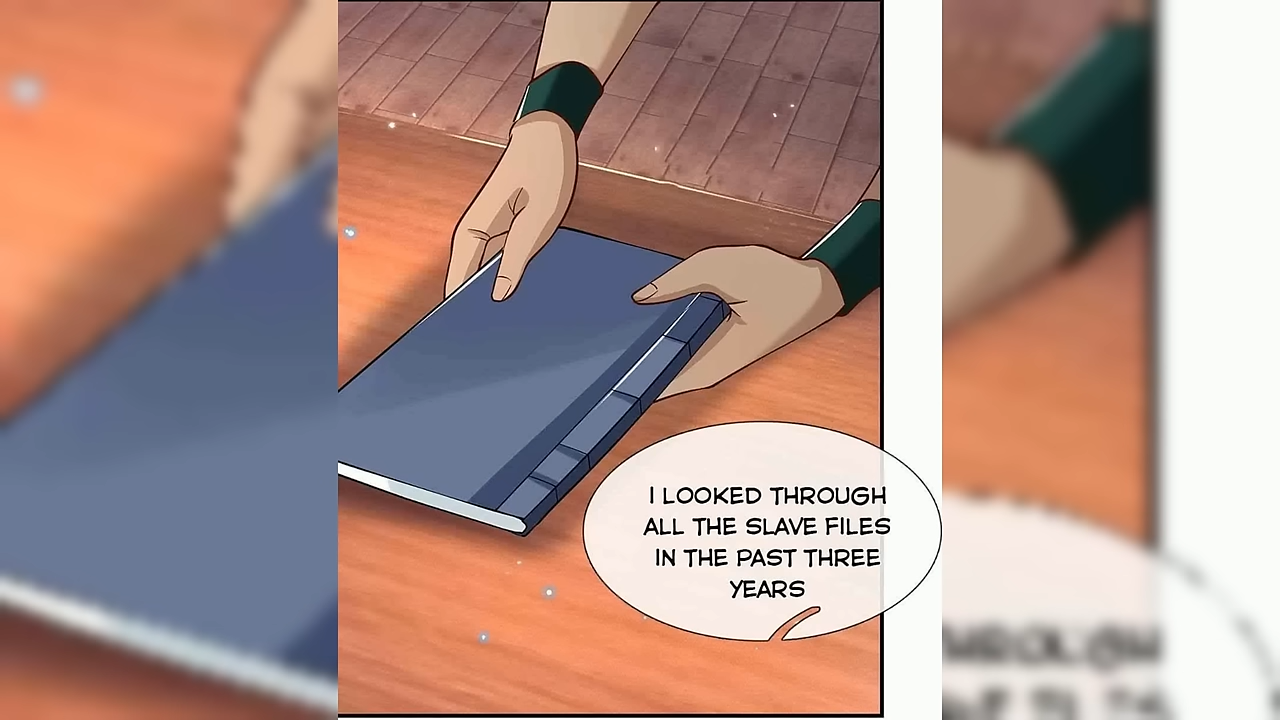 I LOOKED THROUGH
ALL THE SLAVE FILES
IN THE PAST THREE
YEARS